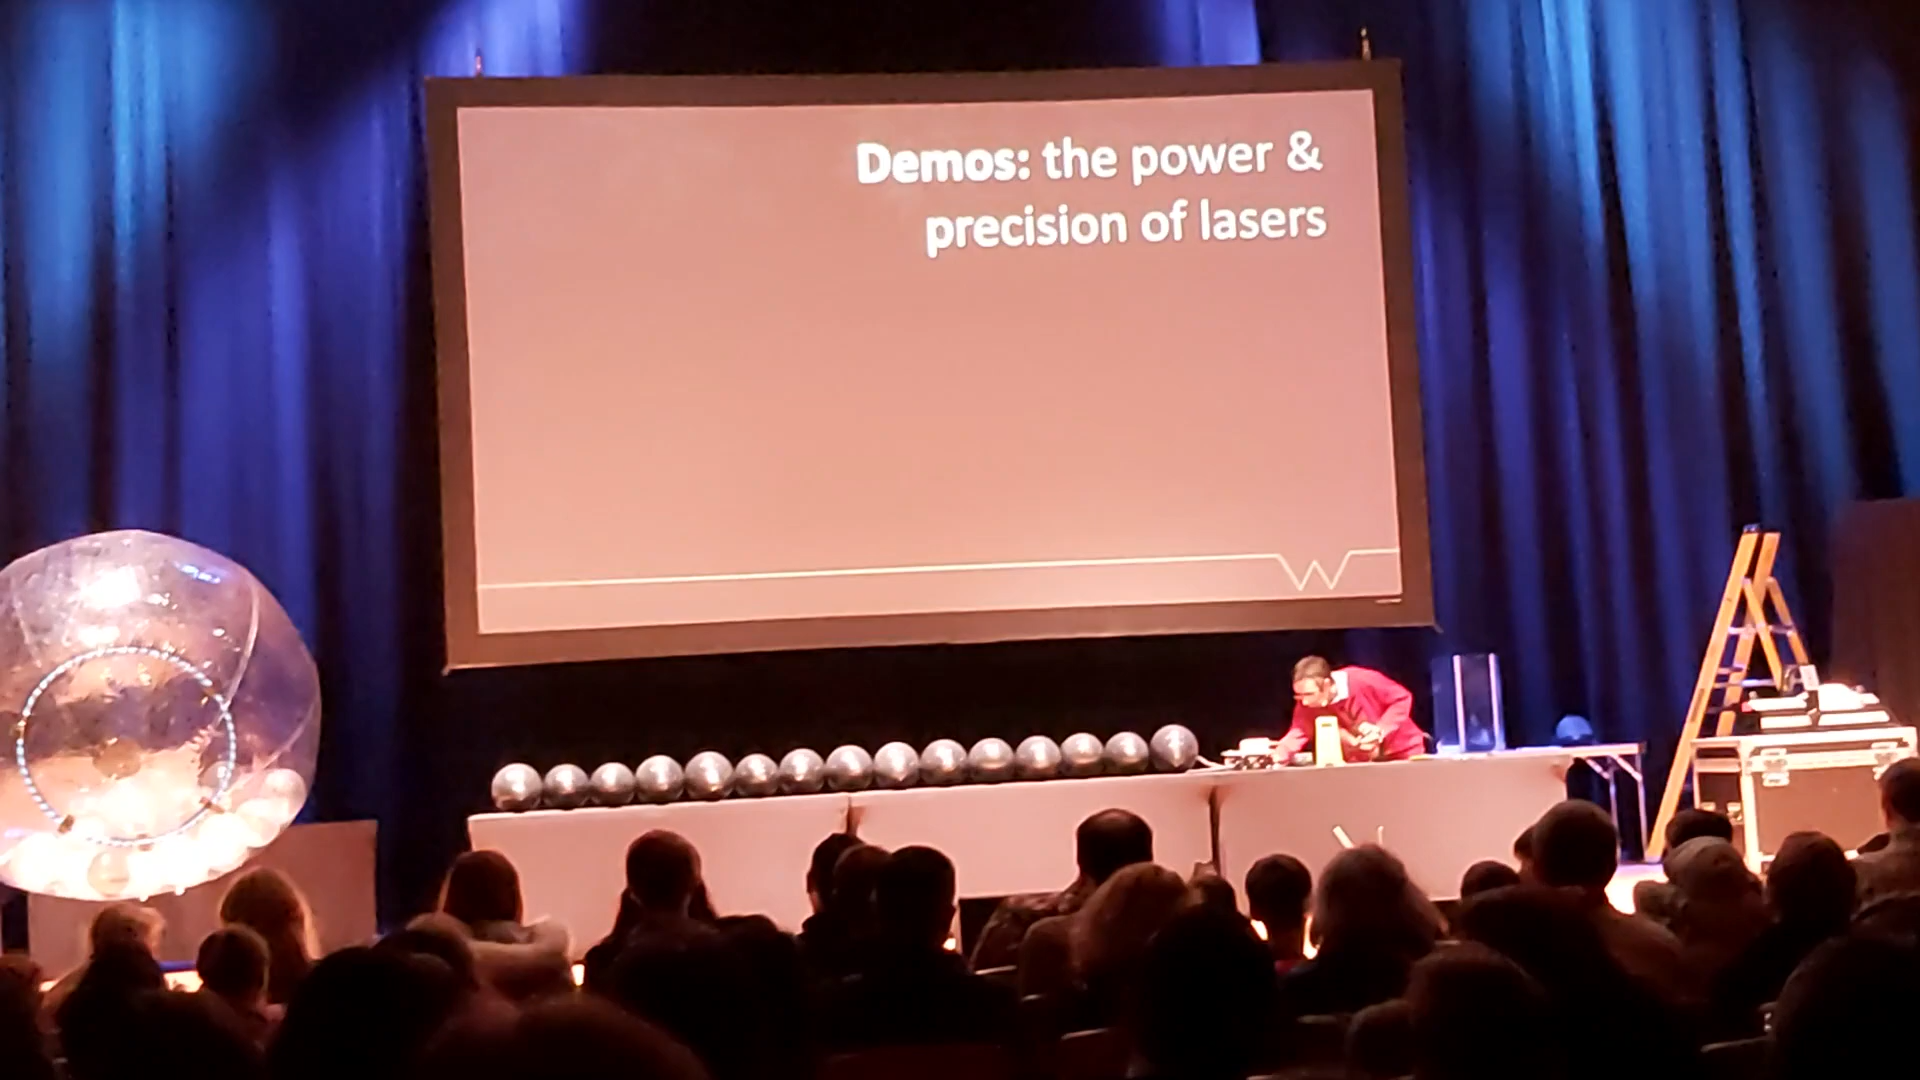 Demos: the power &
precision of lasers